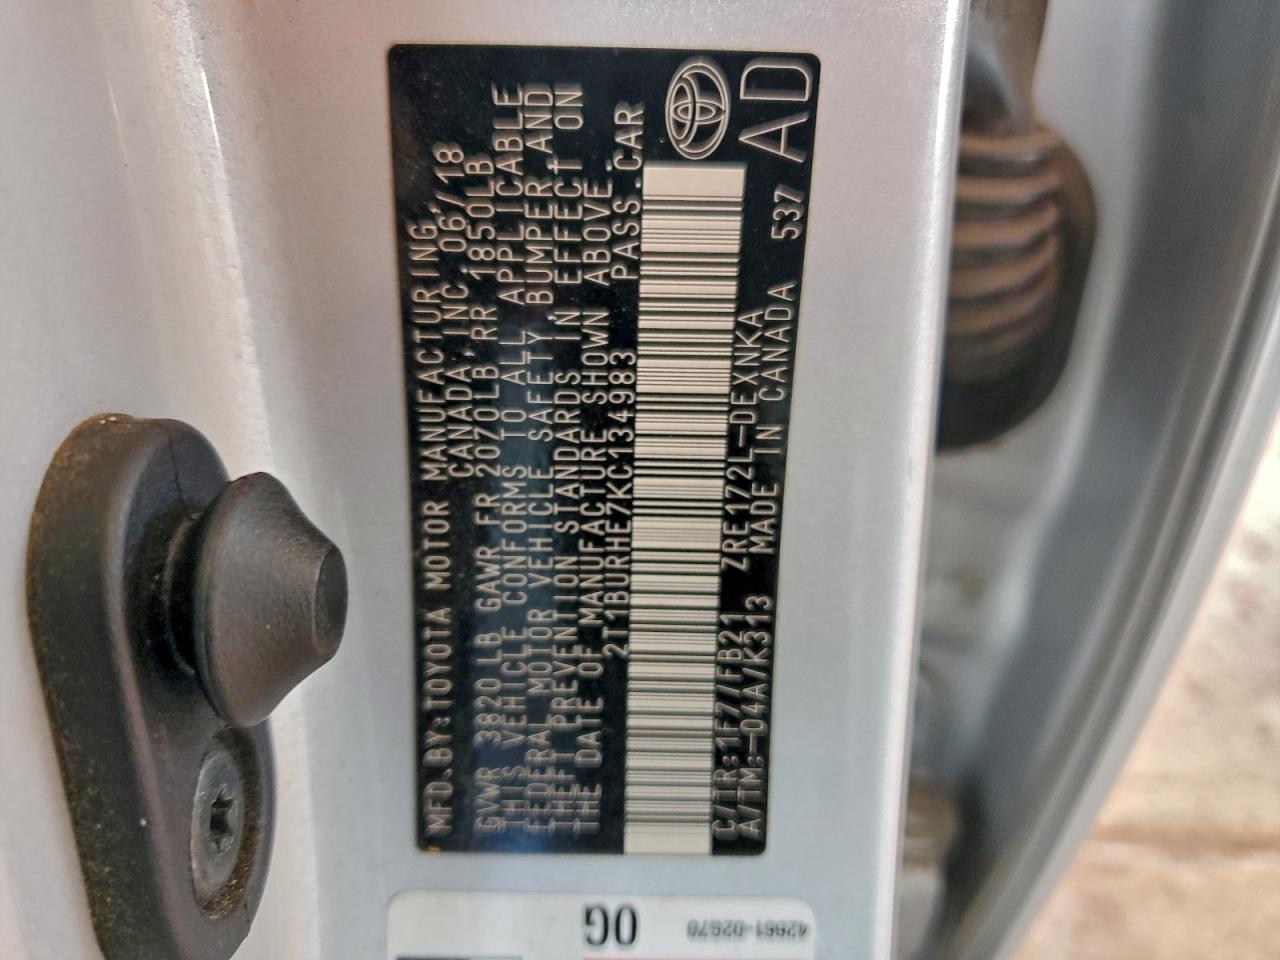 MFD.BY:TOYOTA MOTOR MANUFACTURING,
CANADA, INC. 06/18
GVWR 3820 LB GAWR FR 2070LB, RR 1850LB
THIS VEHICLE CONFORMS TO ALL APPLICABLE
FEDERAL MOTOR VEHICLE SAFETY,BUMPER AND
THEFT PREVENTION STANDARDS IN EFFECT ON
THE DATE OF MANUFACTURE SHOWN ABOVE.
2T1BURHE7KC134983 PASS.CAR
C/TR:1F7/FB21 ZRE172L-DEXNKA
A/TM:-04A/K313 MADE IN CANADA 537 AD
0G
42661-02G70